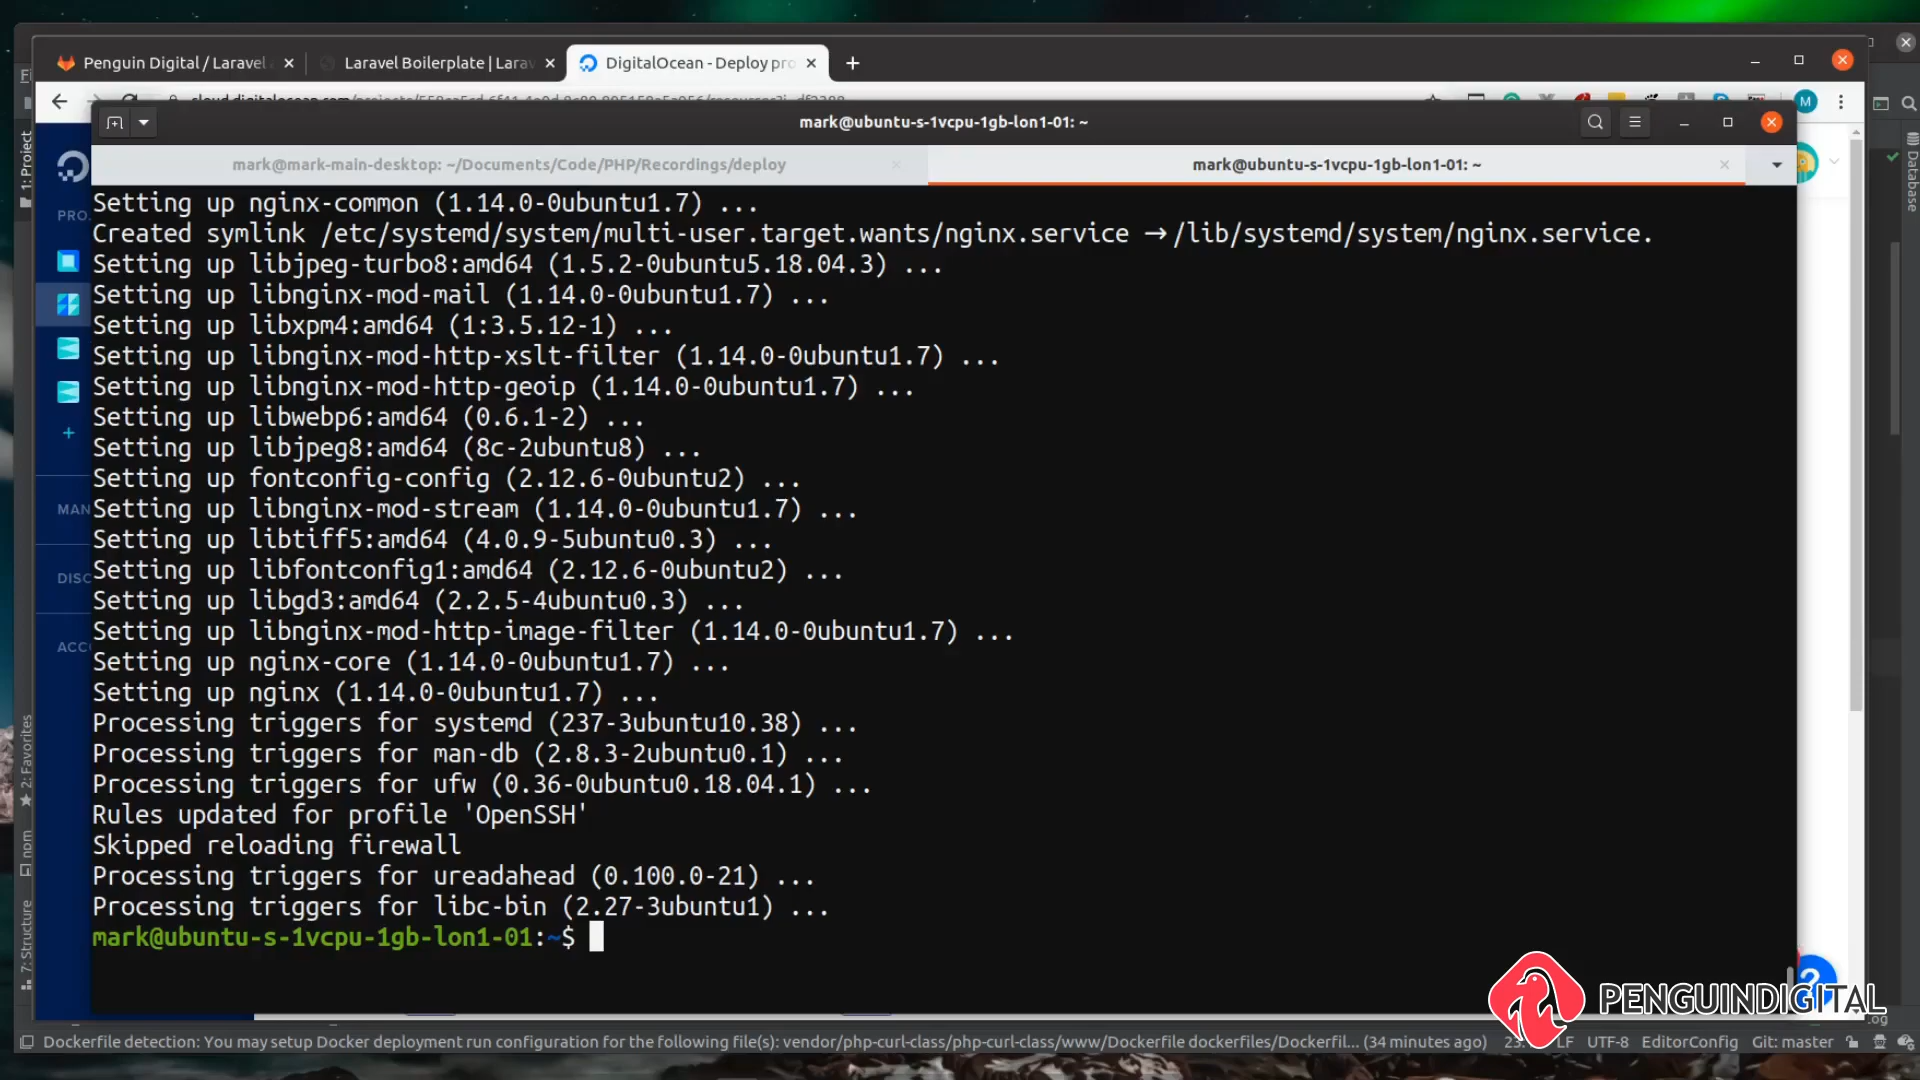 Penguin Digital / Laravel
Laravel Boilerplate | Lara
DigitalOcean - Deploy pro
M
mark@ubuntu-s-1vcpu-1gb-lon1-01: ~
mark@mark-main-desktop: ~/Documents/Code/PHP/Recordings/deploy
mark@ubuntu-s-1vcpu-1gb-lon1-01: ~
1: Project
Database
PRO
MAN
DISC
ACC
2: Favorites
npm
7: Structure
Setting up nginx-common (1.14.0-0ubuntu1.7) ...
Created symlink /etc/systemd/system/multi-user.target.wants/nginx.service → /lib/systemd/system/nginx.service.
Setting up libjpeg-turbo8:amd64 (1.5.2-0ubuntu5.18.04.3) ...
Setting up libnginx-mod-mail (1.14.0-0ubuntu1.7) ...
Setting up libxpm4:amd64 (1:3.5.12-1) ...
Setting up libnginx-mod-http-xslt-filter (1.14.0-0ubuntu1.7) ...
Setting up libnginx-mod-http-geoip (1.14.0-0ubuntu1.7) ...
Setting up libwebp6:amd64 (0.6.1-2) ...
Setting up libjpeg8:amd64 (8c-2ubuntu8) ...
Setting up fontconfig-config (2.12.6-0ubuntu2) ...
Setting up libnginx-mod-stream (1.14.0-0ubuntu1.7) ...
Setting up libtiff5:amd64 (4.0.9-5ubuntu0.3) ...
Setting up libfontconfig1:amd64 (2.12.6-0ubuntu2) ...
Setting up libgd3:amd64 (2.2.5-4ubuntu0.3) ...
Setting up libnginx-mod-http-image-filter (1.14.0-0ubuntu1.7) ...
Setting up nginx-core (1.14.0-0ubuntu1.7) ...
Setting up nginx (1.14.0-0ubuntu1.7) ...
Processing triggers for systemd (237-3ubuntu10.38) ...
Processing triggers for man-db (2.8.3-2ubuntu0.1) ...
Processing triggers for ufw (0.36-0ubuntu0.18.04.1) ...
Rules updated for profile 'OpenSSH'
Skipped reloading firewall
Processing triggers for ureadahead (0.100.0-21) ...
Processing triggers for libc-bin (2.27-3ubuntu1) ...
mark@ubuntu-s-1vcpu-1gb-lon1-01:~$
PENGUINDIGITAL
Dockerfile detection: You may setup Docker deployment run configuration for the following file(s): vendor/php-curl-class/php-curl-class/www/Dockerfile dockerfiles/Dockerfil... (34 minutes ago)
LF UTF-8 EditorConfig Git: master